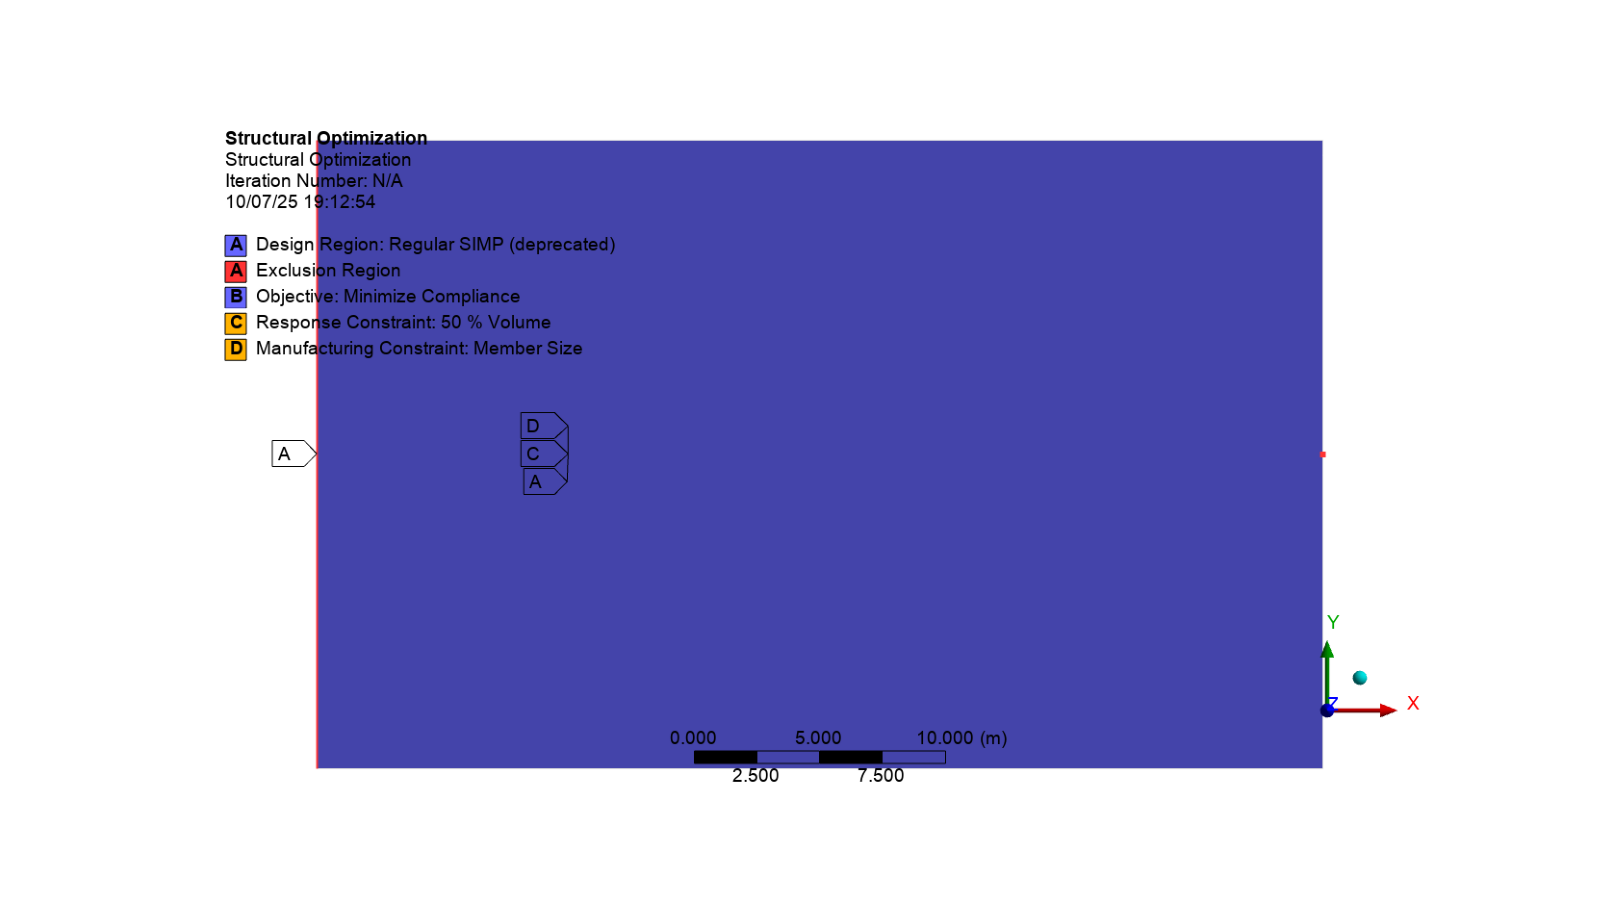 Structural Optimization
Structural Optimization
Iteration Number: N/A
10/07/25 19:12:54
A Design Region: Regular SIMP (deprecated)
A Exclusion Region
B Objective: Minimize Compliance
C Response Constraint: 50 % Volume
D Manufacturing Constraint: Member Size
D
A C
A
Y
Z X
0.000 5.000 10.000 (m)
2.500 7.500